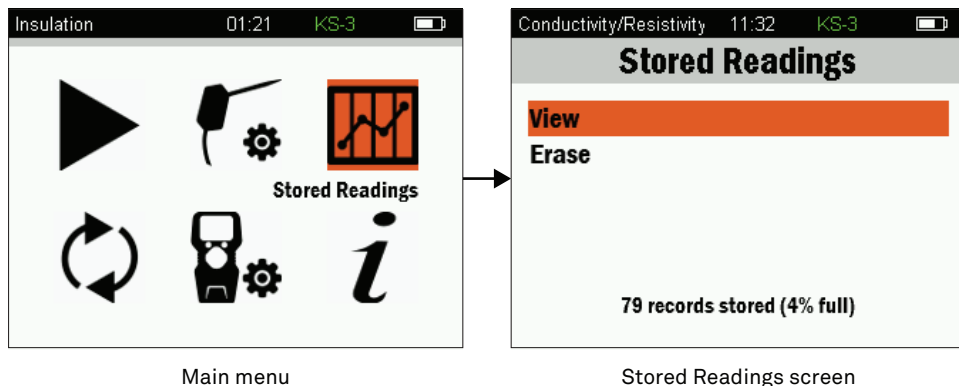 Insulation 01:21 KS-3
Stored Readings
Main menu
Conductivity/Resistivity 11:32 KS-3
Stored Readings
View
Erase
79 records stored (4% full)
Stored Readings screen